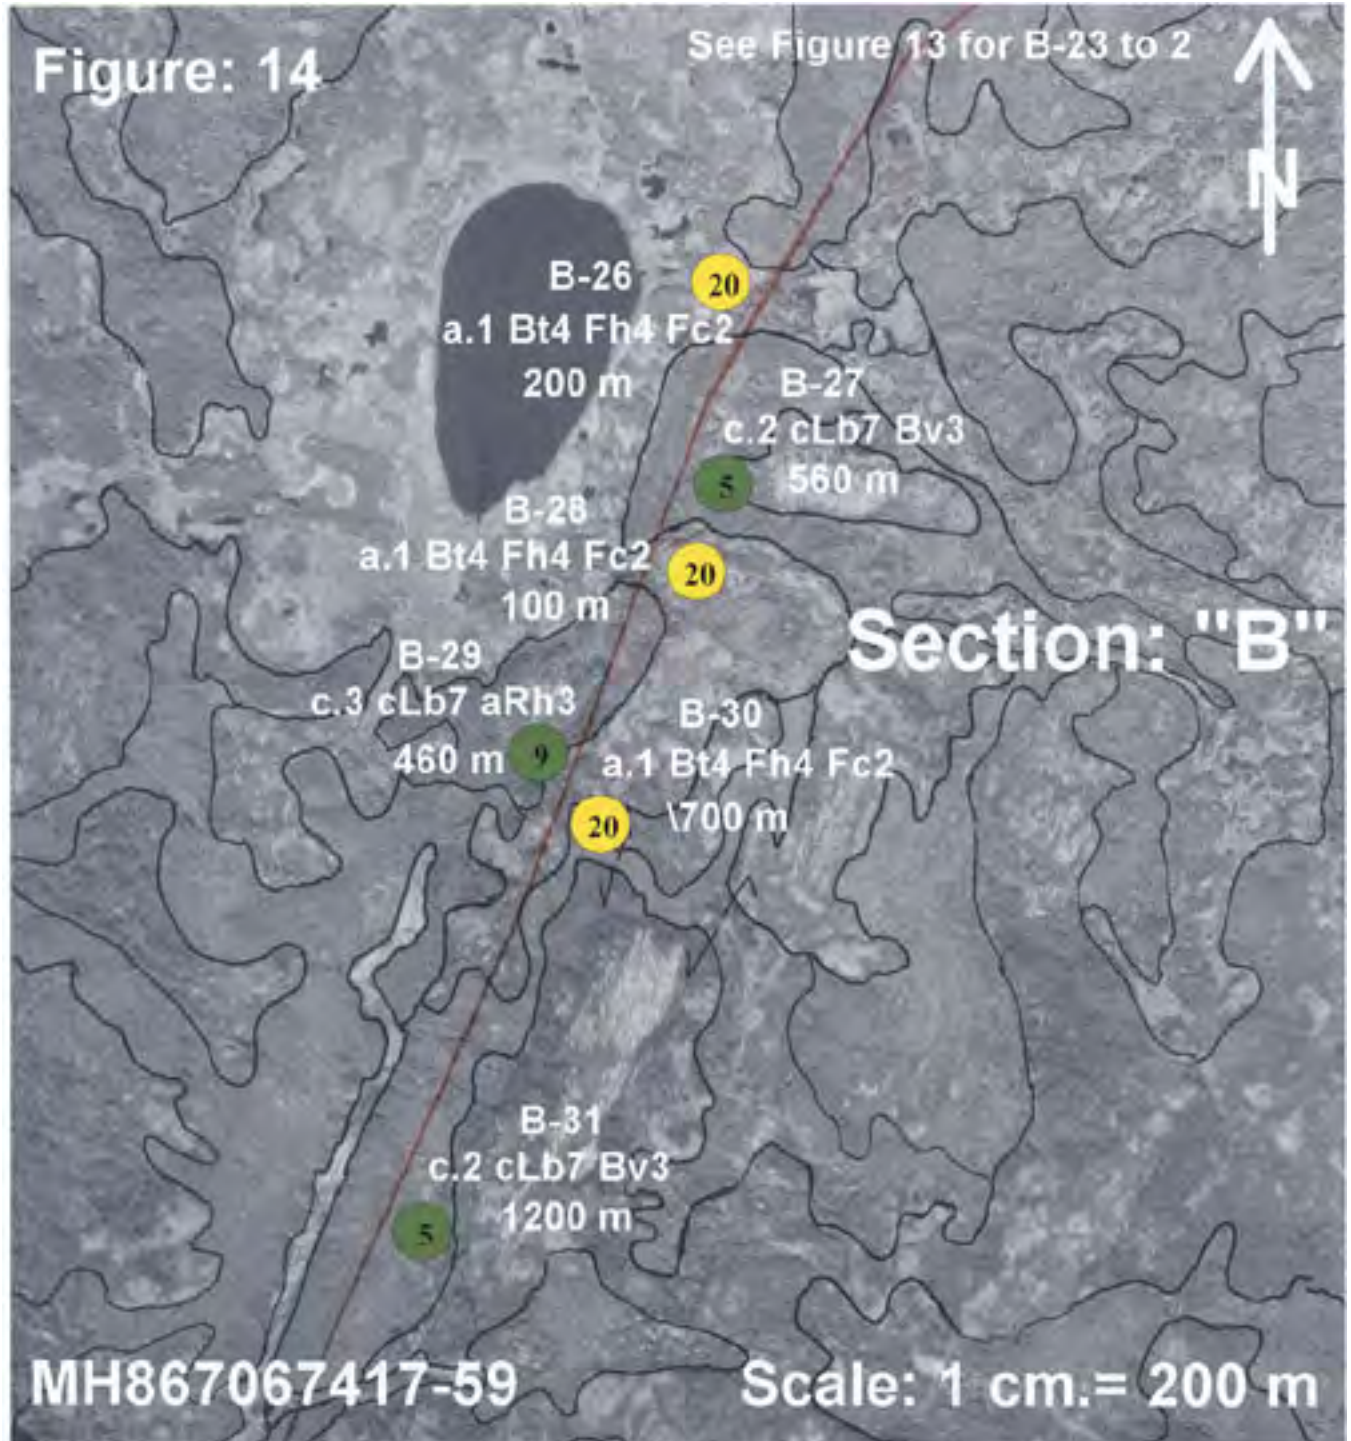 Figure: 14
See Figure 13 for B-23 to 2
N
B-26
20
a.1 Bt4 Fh4 Fc2
200 m
B-27
c.2 cLb7 Bv3
560 m
5
B-28
a.1 Bt4 Fh4 Fc2
100 m
20
Section: "B"
B-29
c.3 cLb7 aRh3
460 m
9
B-30
a.1 Bt4 Fh4 Fc2
\700 m
20
B-31
c.2 cLb7 Bv3
1200 m
5
MH867067417-59
Scale: 1 cm.= 200 m